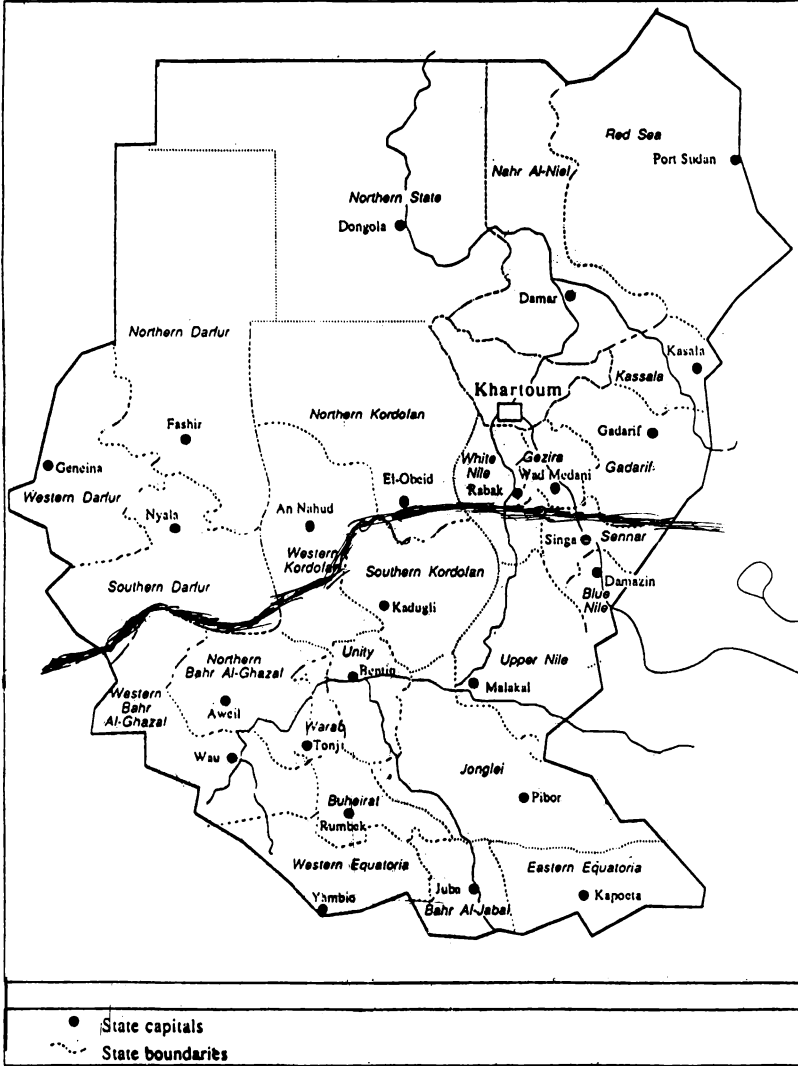 Red Sea
Port Sudan
Nahr Al-Niel
Northern State
Dongola
Damar
Northern Darfur
Kasala
Kassala
Khartoum
Northern Kordofan
Fashir
Gadarif
Geneina
White
Nile
Gezira
Gadarif
El-Obeid
Rabak
Wad Medani
Western Darfur
Nyala
An Nahud
Singa
Sennar
Western
Kordofan
Southern Kordofan
Damazin
Southern Darfur
Blue
Nile
Kadugli
Unity
Northern
Bahr Al-Ghazal
Upper Nile
Bentiu
Malakal
Western
Bahr
Al-Ghazal
Aweil
Warab
Tonj
Wau
Jonglei
Buheirat
Pibor
Rumbek
Western Equatoria
Eastern Equatoria
Juba
Kapoeta
Yambio
Bahr Al-Jabal
State capitals
State boundaries